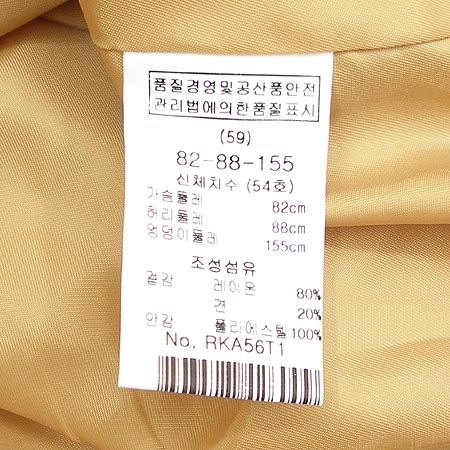 품질경영및공산품안전
관리법에의한품질표시
(59)
82-88-155
신체치수 (54호)
가슴둘레 82cm
허리둘레 88cm
엉덩이둘레 155cm
조성섬유
겉감 레이온 80%
견 20%
안감 폴리에스텔 100%
No. RKA56T1